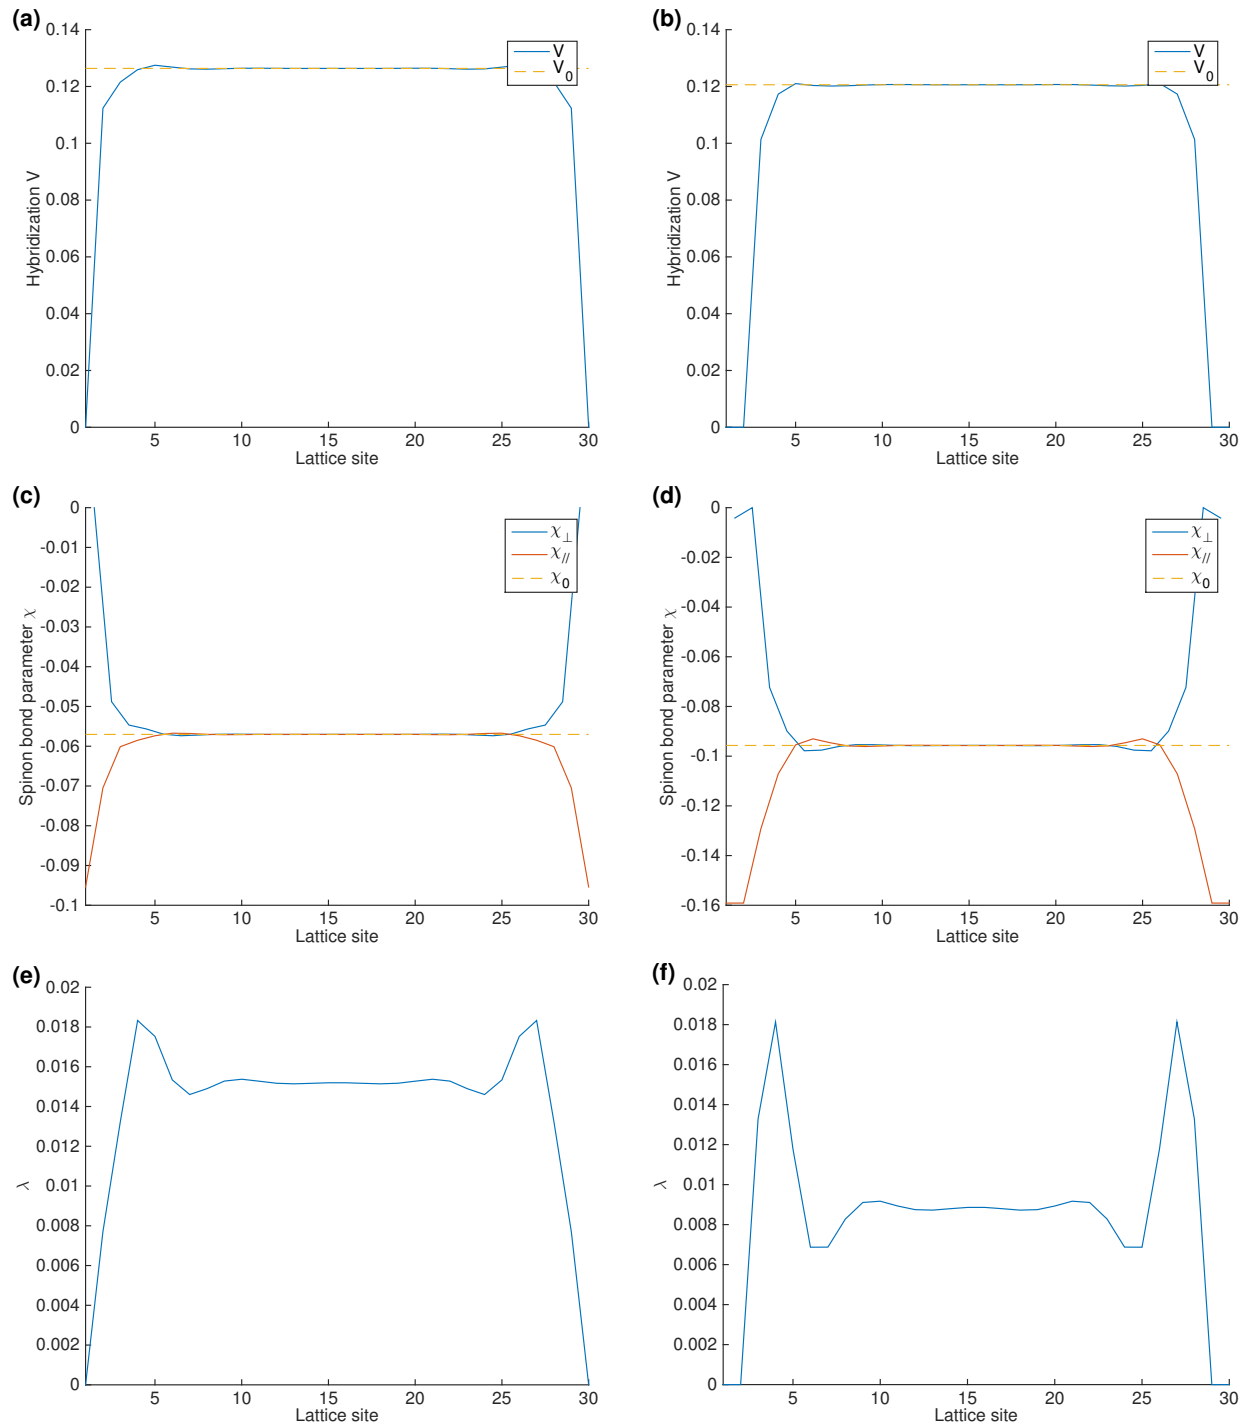 (a)
0.14
0.12
0.1
0.08
0.06
0.04
0.02
0
Hybridization V
5 10 15 20 25 30
Lattice site
V
V0
(b)
0.14
0.12
0.1
0.08
0.06
0.04
0.02
0
Hybridization V
5 10 15 20 25 30
Lattice site
V
V0
(c)
0
-0.01
-0.02
-0.03
-0.04
-0.05
-0.06
-0.07
-0.08
-0.09
-0.1
Spinon bond parameter χ
5 10 15 20 25 30
Lattice site
χ⊥
χ//
χ0
(d)
0
-0.02
-0.04
-0.06
-0.08
-0.1
-0.12
-0.14
-0.16
Spinon bond parameter χ
5 10 15 20 25 30
Lattice site
χ⊥
χ//
χ0
(e)
0.02
0.018
0.016
0.014
0.012
0.01
0.008
0.006
0.004
0.002
0
λ
5 10 15 20 25 30
Lattice site
(f)
0.02
0.018
0.016
0.014
0.012
0.01
0.008
0.006
0.004
0.002
0
λ
5 10 15 20 25 30
Lattice site